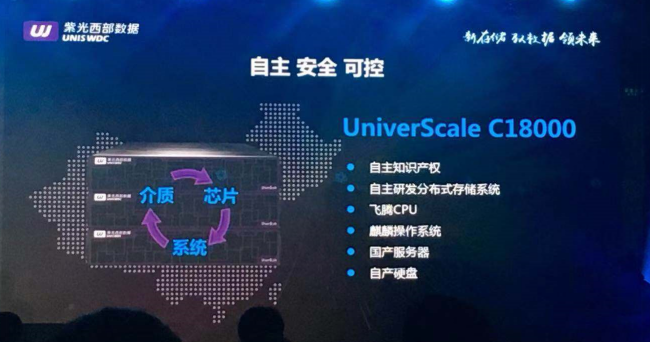 紫光西部数据
UNIS WDC
新存储 驭数据 领未来
自主 安全 可控
UniverScale C18000
介质
芯片
系统
自主知识产权
自主研发分布式存储系统
飞腾CPU
麒麟操作系统
国产服务器
自产硬盘